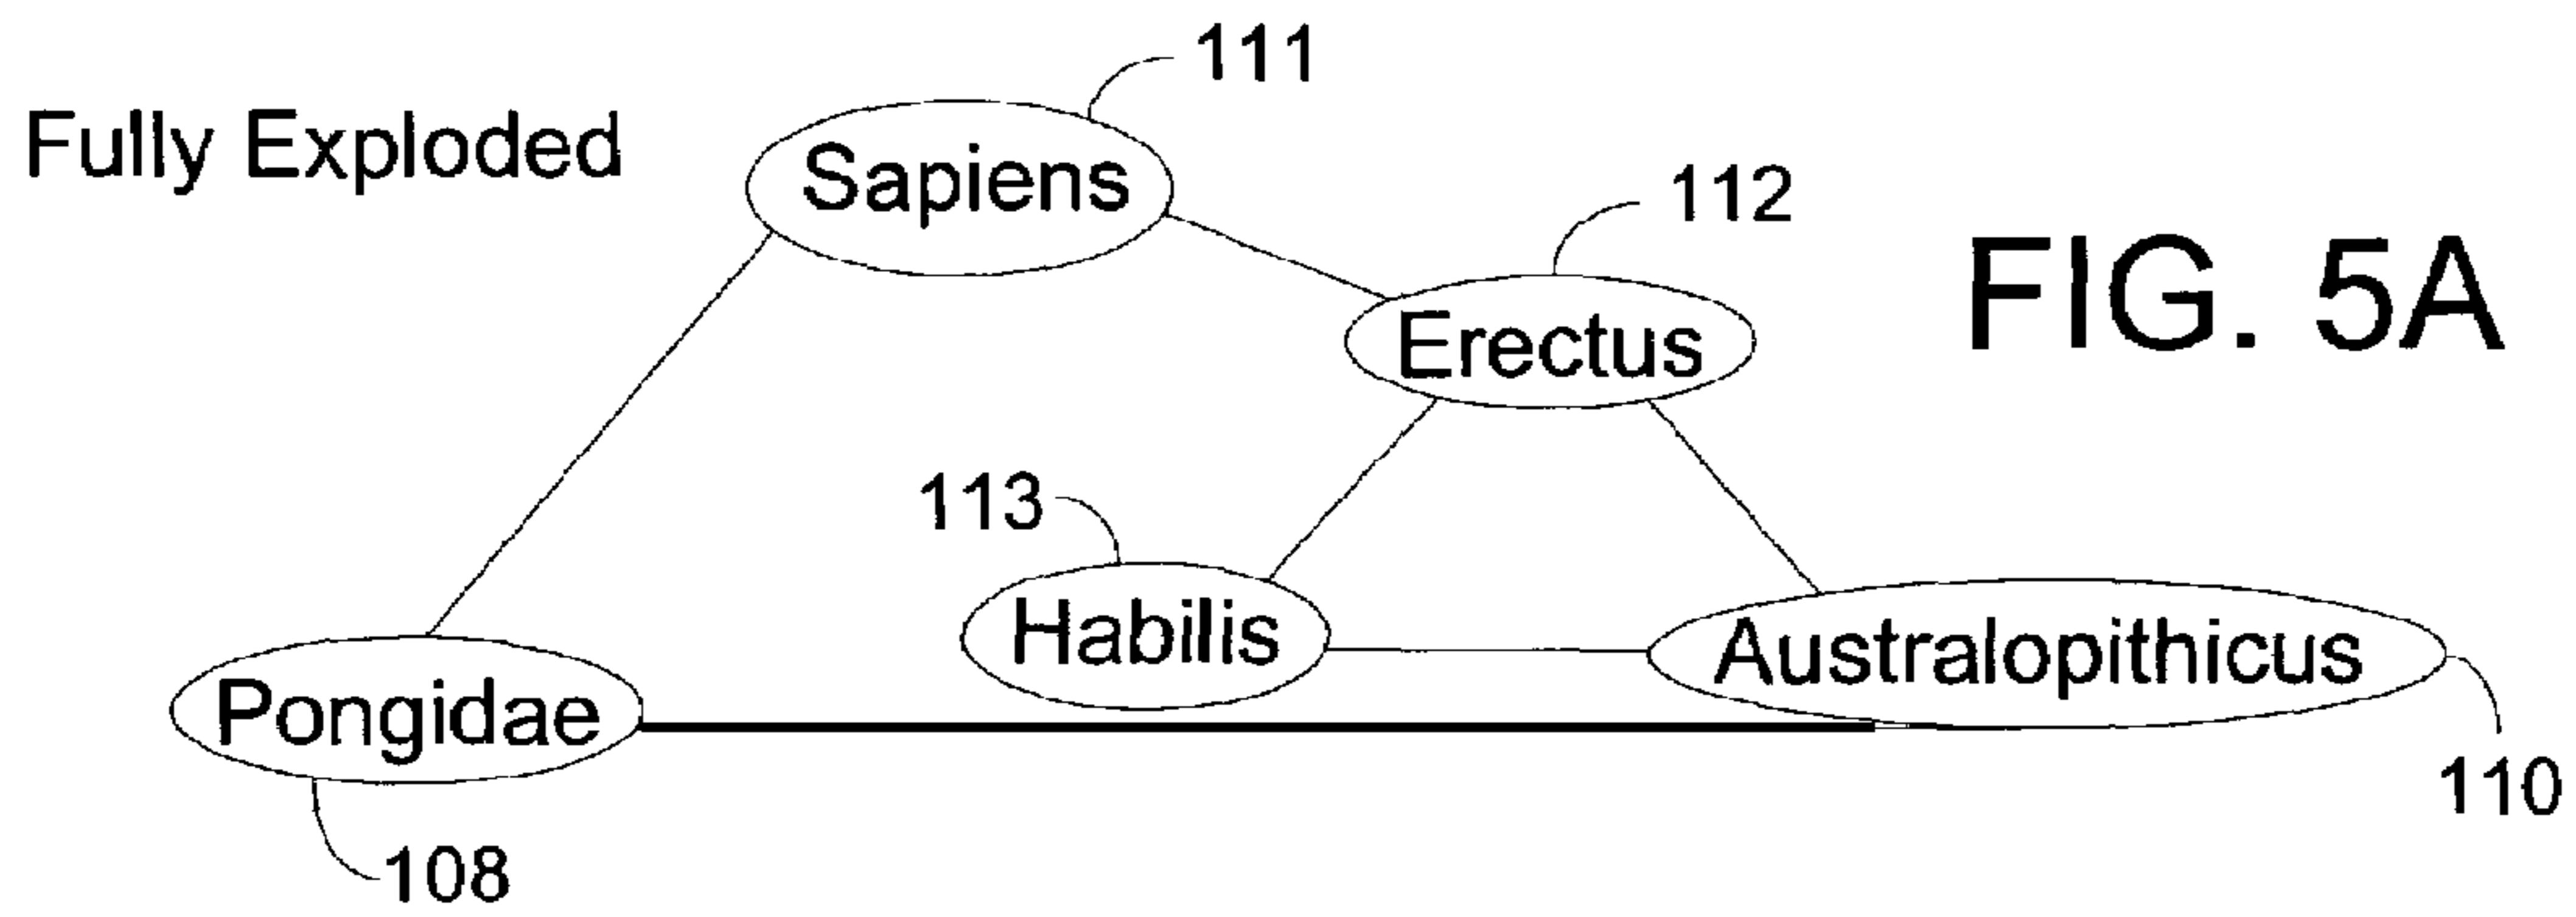 111
Fully Exploded
Sapiens
112
FIG. 5A
Erectus
113
Habilis
Australopithicus
Pongidae
110
108